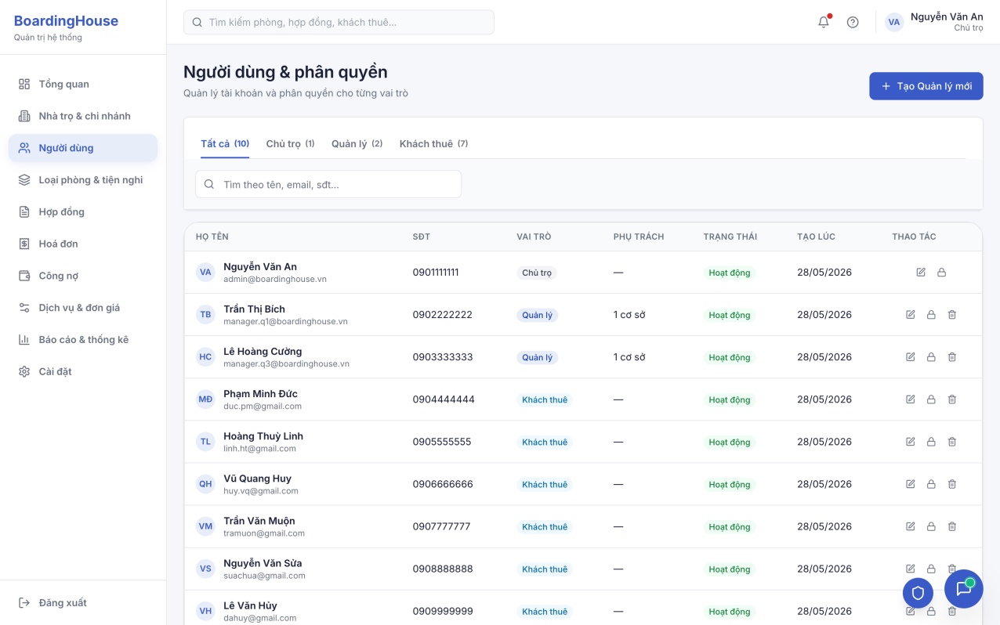 BoardingHouse
Quản trị hệ thống
Tìm kiếm phòng, hợp đồng, khách thuê...
VA
Nguyễn Văn An
Chủ trọ
Tổng quan
Nhà trọ & chi nhánh
Người dùng
Loại phòng & tiện nghi
Hợp đồng
Hoá đơn
Công nợ
Dịch vụ & đơn giá
Báo cáo & thống kê
Cài đặt
Đăng xuất
Người dùng & phân quyền
Quản lý tài khoản và phân quyền cho từng vai trò
Tạo Quản lý mới
Tất cả (10) Chủ trọ (1) Quản lý (2) Khách thuê (7)
Tìm theo tên, email, sđt...
HỌ TÊN SĐT VAI TRÒ PHỤ TRÁCH TRẠNG THÁI TẠO LÚC THAO TÁC
VA Nguyễn Văn An 0901111111 Chủ trọ — Hoạt động 28/05/2026
admin@boardinghouse.vn
TB Trần Thị Bích 0902222222 Quản lý 1 cơ sở Hoạt động 28/05/2026
manager.q1@boardinghouse.vn
HC Lê Hoàng Cường 0903333333 Quản lý 1 cơ sở Hoạt động 28/05/2026
manager.q3@boardinghouse.vn
MĐ Phạm Minh Đức 0904444444 Khách thuê — Hoạt động 28/05/2026
duc.pm@gmail.com
TL Hoàng Thuỳ Linh 0905555555 Khách thuê — Hoạt động 28/05/2026
linh.ht@gmail.com
QH Vũ Quang Huy 0906666666 Khách thuê — Hoạt động 28/05/2026
huy.vq@gmail.com
VM Trần Văn Muộn 0907777777 Khách thuê — Hoạt động 28/05/2026
tramuon@gmail.com
VS Nguyễn Văn Sửa 0908888888 Khách thuê — Hoạt động 28/05/2026
suachua@gmail.com
VH Lê Văn Hủy 0909999999 Khách thuê — Hoạt động 28/05/2026
dahuy@gmail.com